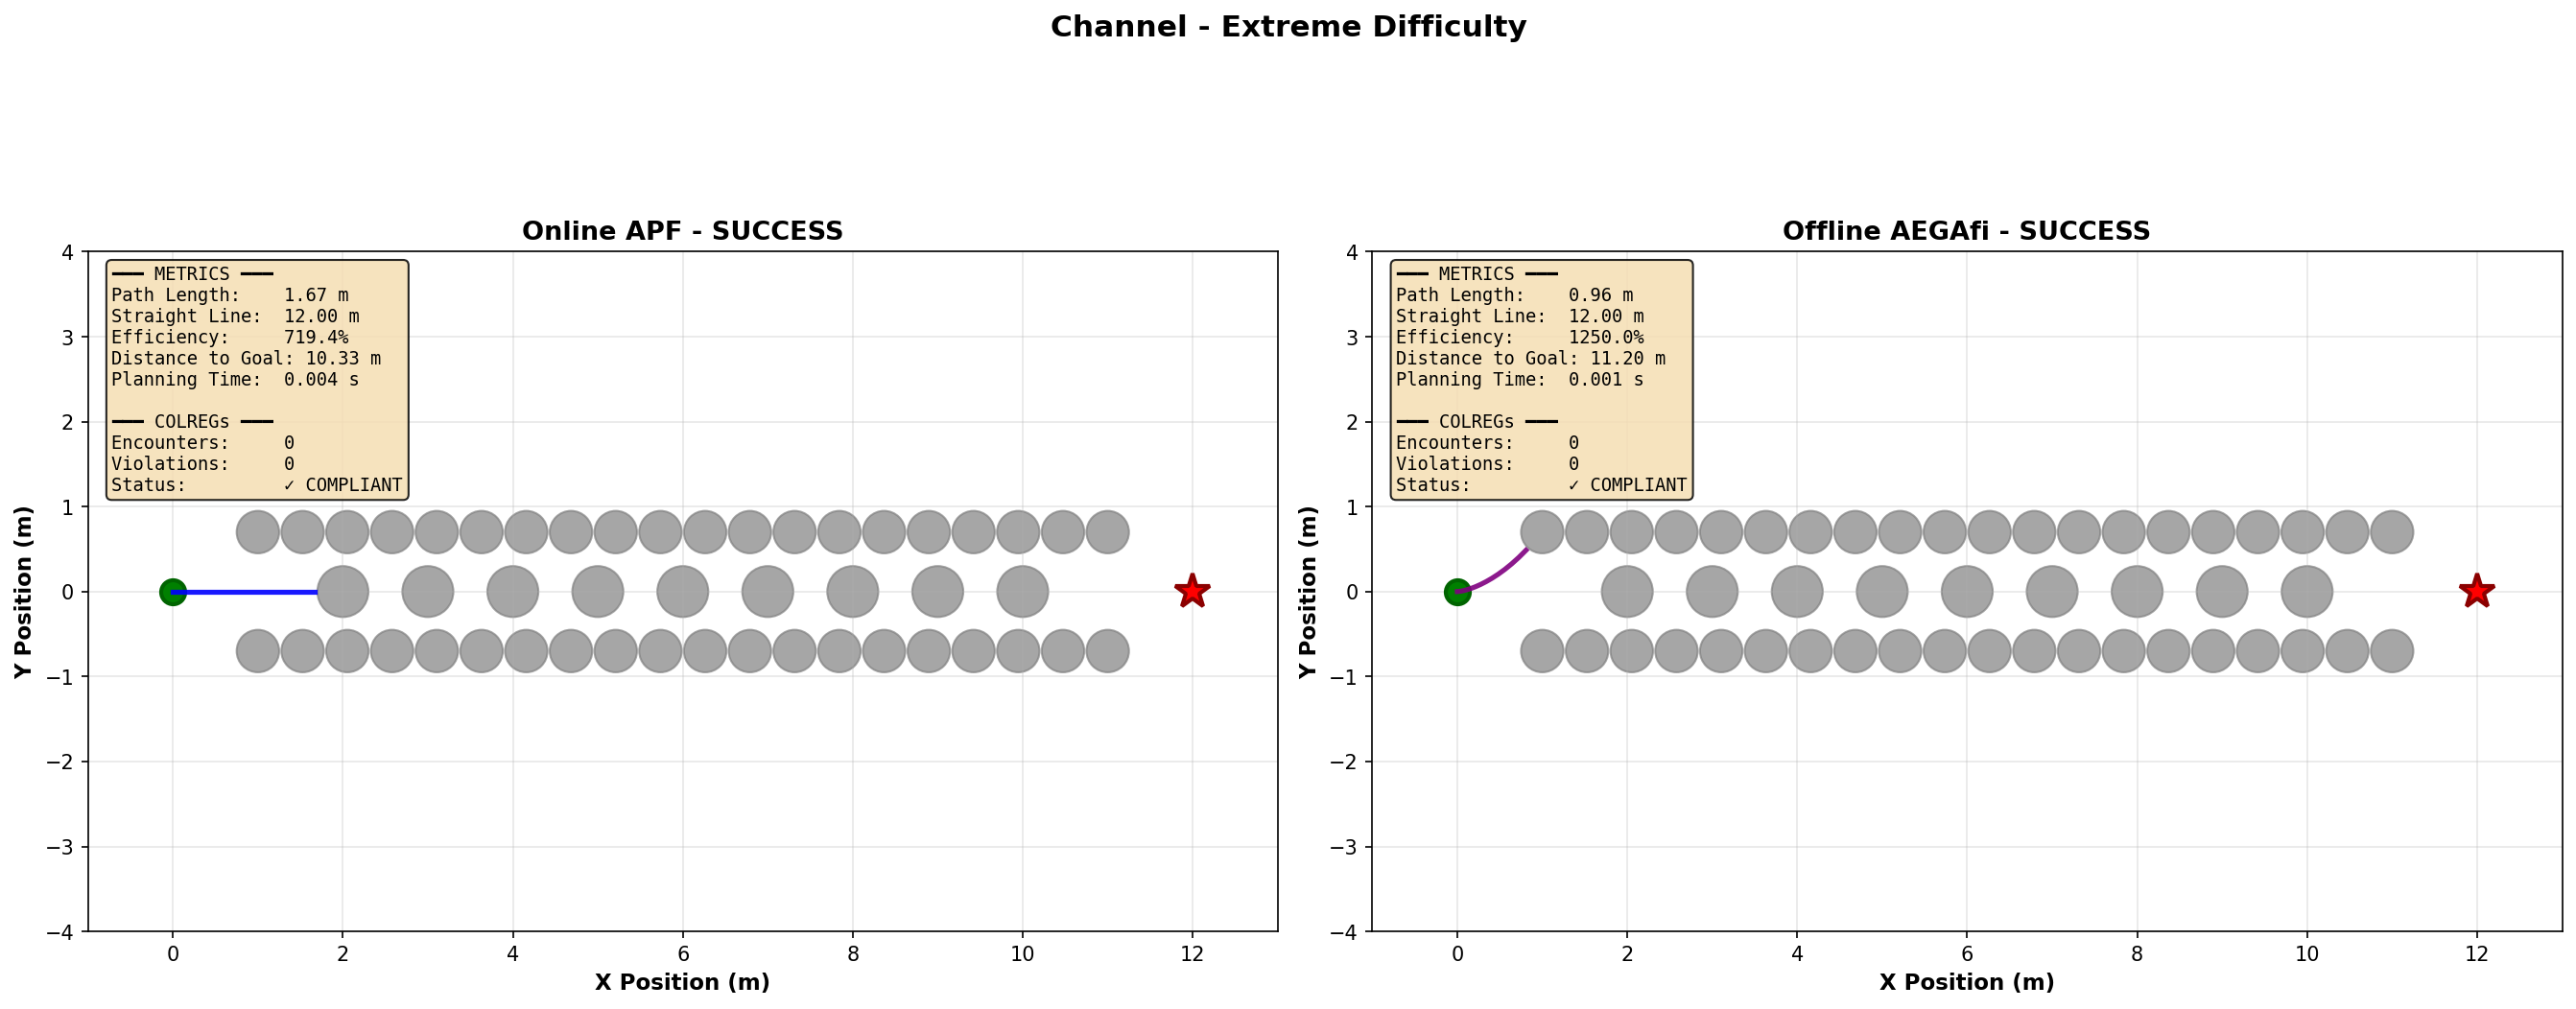 Channel - Extreme Difficulty
Online APF - SUCCESS
━━━ METRICS ━━━
Path Length: 1.67 m
Straight Line: 12.00 m
Efficiency: 719.4%
Distance to Goal: 10.33 m
Planning Time: 0.004 s
━━━ COLREGs ━━━
Encounters: 0
Violations: 0
Status: ✓ COMPLIANT
Y Position (m)
4
3
2
1
0
−1
−2
−3
−4
0 2 4 6 8 10 12
X Position (m)
Offline AEGAfi - SUCCESS
━━━ METRICS ━━━
Path Length: 0.96 m
Straight Line: 12.00 m
Efficiency: 1250.0%
Distance to Goal: 11.20 m
Planning Time: 0.001 s
━━━ COLREGs ━━━
Encounters: 0
Violations: 0
Status: ✓ COMPLIANT
Y Position (m)
4
3
2
1
0
−1
−2
−3
−4
0 2 4 6 8 10 12
X Position (m)